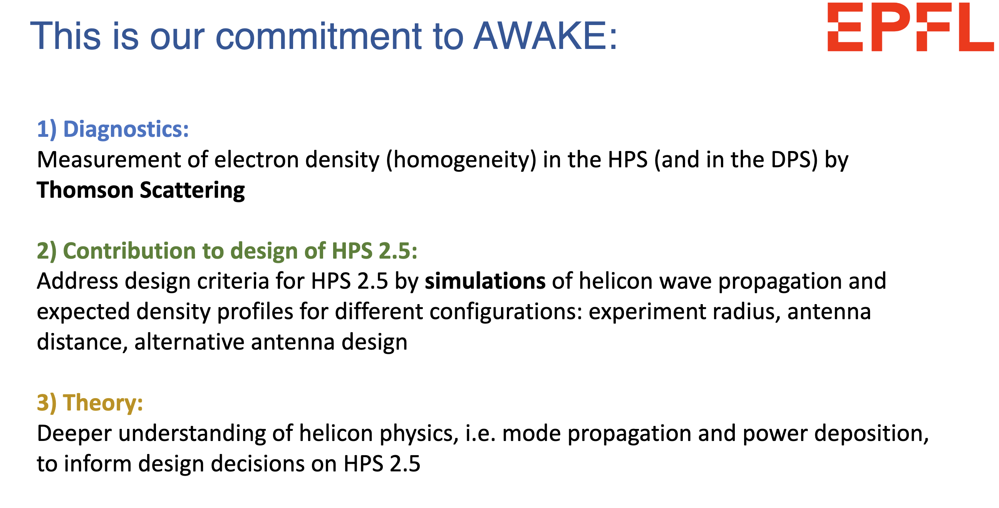 This is our commitment to AWAKE:
EPFL
1) Diagnostics:
Measurement of electron density (homogeneity) in the HPS (and in the DPS) by
Thomson Scattering
2) Contribution to design of HPS 2.5:
Address design criteria for HPS 2.5 by simulations of helicon wave propagation and
expected density profiles for different configurations: experiment radius, antenna
distance, alternative antenna design
3) Theory:
Deeper understanding of helicon physics, i.e. mode propagation and power deposition,
to inform design decisions on HPS 2.5